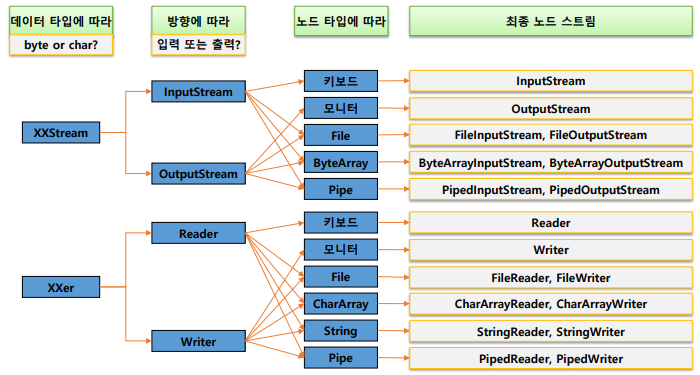 데이터 타입에 따라
방향에 따라
노드 타입에 따라
최종 노드 스트림
byte or char?
입력 또는 출력?
XXStream
InputStream
OutputStream
키보드
InputStream
모니터
OutputStream
File
FileInputStream, FileOutputStream
ByteArray
ByteArrayInputStream, ByteArrayOutputStream
Pipe
PipedInputStream, PipedOutputStream
XXer
Reader
Writer
키보드
Reader
모니터
Writer
File
FileReader, FileWriter
CharArray
CharArrayReader, CharArrayWriter
String
StringReader, StringWriter
Pipe
PipedReader, PipedWriter